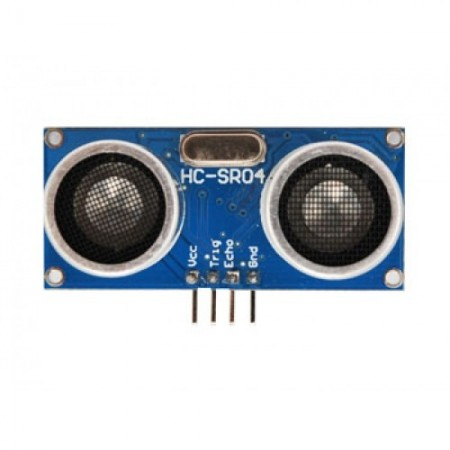 HC-SR04
Vcc
Trig
Echo
Gnd